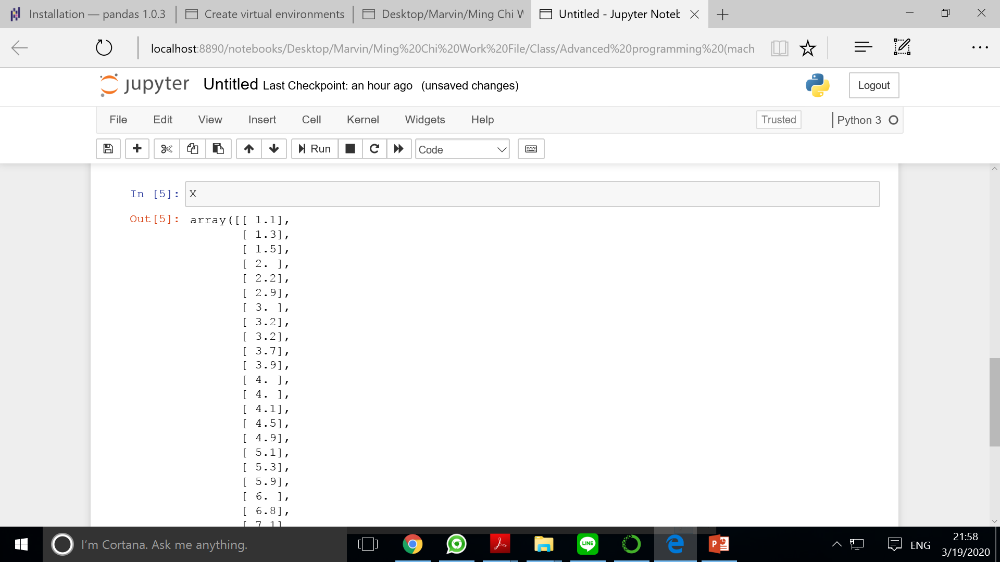 Installation — pandas 1.0.3
Create virtual environments
Desktop/Marvin/Ming Chi W
Untitled - Jupyter Noteb
localhost:8890/notebooks/Desktop/Marvin/Ming%20Chi%20Work%20File/Class/Advanced%20programming%20(mach
jupyter Untitled Last Checkpoint: an hour ago (unsaved changes)
Logout
File Edit View Insert Cell Kernel Widgets Help
Trusted
Python 3
Run
Code
In [5]: X
Out[5]: array([[ 1.1],
[ 1.3],
[ 1.5],
[ 2. ],
[ 2.2],
[ 2.9],
[ 3. ],
[ 3.2],
[ 3.2],
[ 3.7],
[ 3.9],
[ 4. ],
[ 4. ],
[ 4.1],
[ 4.5],
[ 4.9],
[ 5.1],
[ 5.3],
[ 5.9],
[ 6. ],
[ 6.8],
[ 7.1]
I'm Cortana. Ask me anything.
LINE
ENG
21:58
3/19/2020